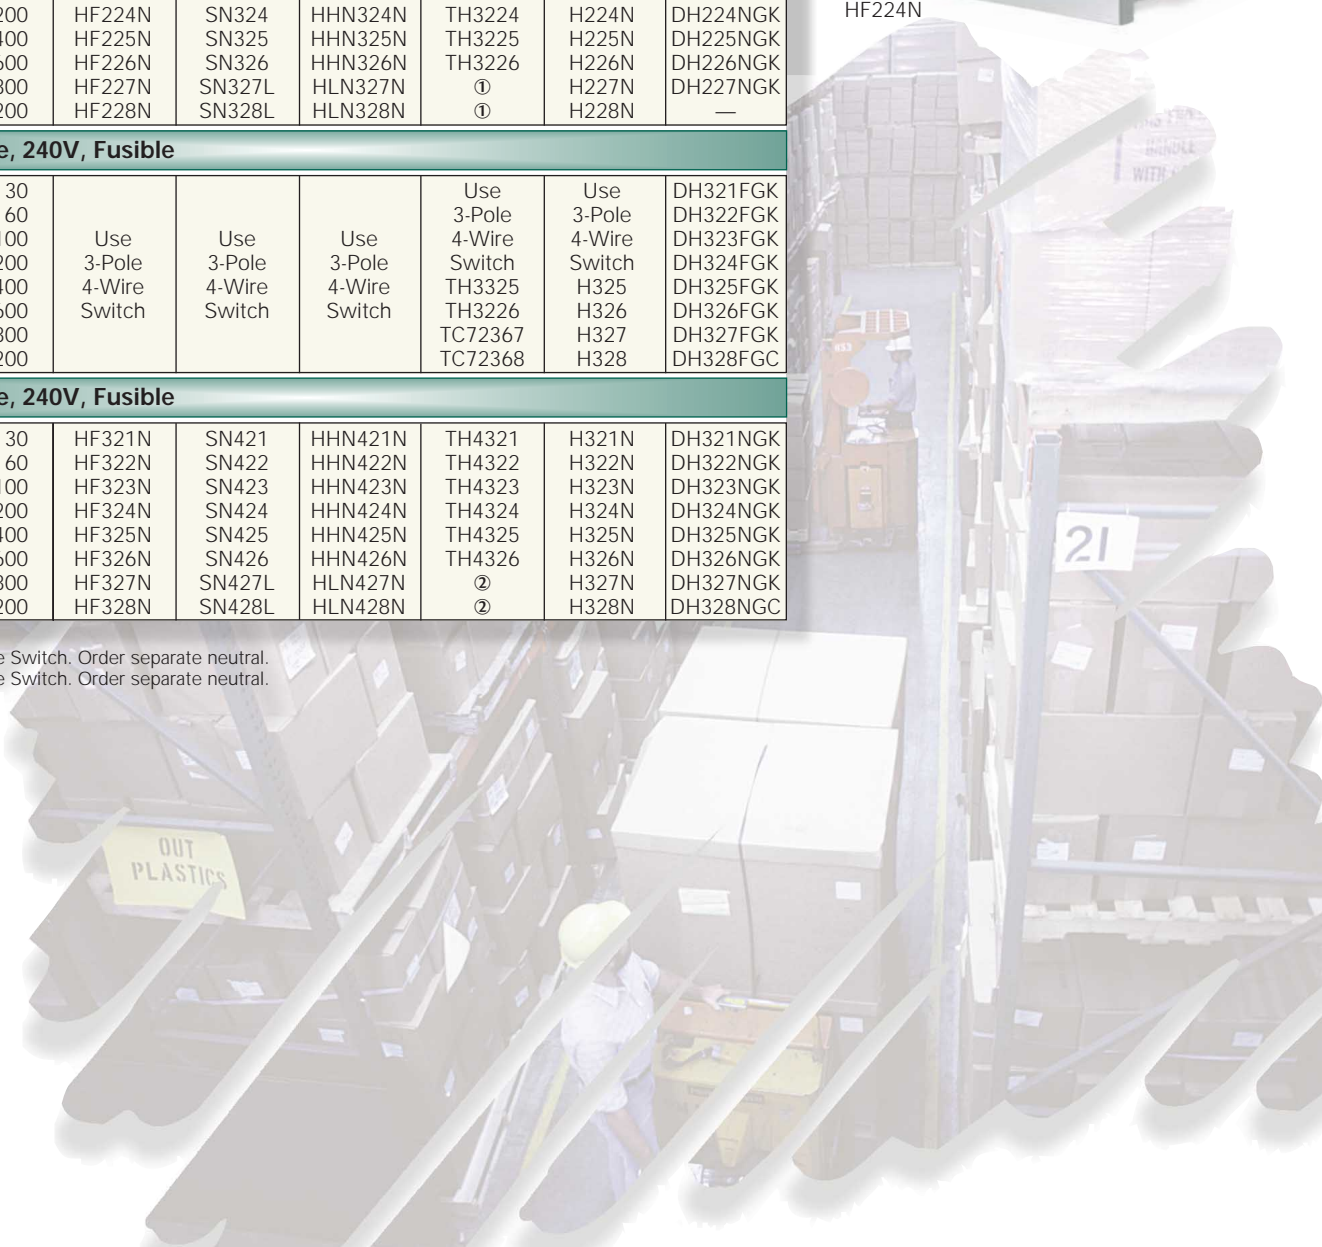 200 HF224N SN324 HHN324N TH3224 H224N DH224NGK
400 HF225N SN325 HHN325N TH3225 H225N DH225NGK
600 HF226N SN326 HHN326N TH3226 H226N DH226NGK
800 HF227N SN327L HLN327N ① H227N DH227NGK
200 HF228N SN328L HLN328N ① H228N —
HF224N
e, 240V, Fusible
30 Use Use DH321FGK
60 3-Pole 3-Pole DH322FGK
100 Use Use Use 4-Wire 4-Wire DH323FGK
200 3-Pole 3-Pole 3-Pole Switch Switch DH324FGK
400 4-Wire 4-Wire 4-Wire TH3325 H325 DH325FGK
600 Switch Switch Switch TH3226 H326 DH326FGK
800 TC72367 H327 DH327FGK
200 TC72368 H328 DH328FGC
e, 240V, Fusible
30 HF321N SN421 HHN421N TH4321 H321N DH321NGK
60 HF322N SN422 HHN422N TH4322 H322N DH322NGK
100 HF323N SN423 HHN423N TH4323 H323N DH323NGK
200 HF324N SN424 HHN424N TH4324 H324N DH324NGK
400 HF325N SN425 HHN425N TH4325 H325N DH325NGK
600 HF326N SN426 HHN426N TH4326 H326N DH326NGK
800 HF327N SN427L HLN427N ② H327N DH327NGK
200 HF328N SN428L HLN428N ② H328N DH328NGC
e Switch. Order separate neutral.
e Switch. Order separate neutral.
HANDLE
WITH
21
OUT
PLASTICS